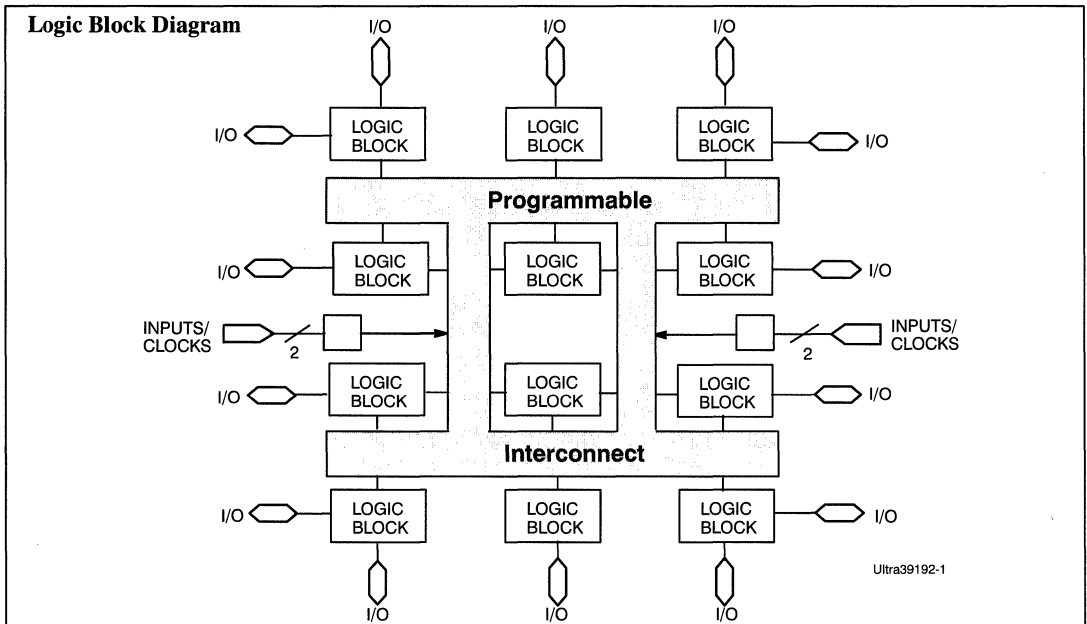 Logic Block Diagram
I/O
I/O
I/O
I/O
LOGIC
BLOCK
LOGIC
BLOCK
LOGIC
BLOCK
I/O
Programmable
I/O
LOGIC
BLOCK
LOGIC
BLOCK
LOGIC
BLOCK
I/O
INPUTS/
CLOCKS
2
2
INPUTS/
CLOCKS
I/O
LOGIC
BLOCK
LOGIC
BLOCK
LOGIC
BLOCK
I/O
Interconnect
I/O
LOGIC
BLOCK
LOGIC
BLOCK
LOGIC
BLOCK
I/O
I/O
I/O
I/O
Ultra39192-1